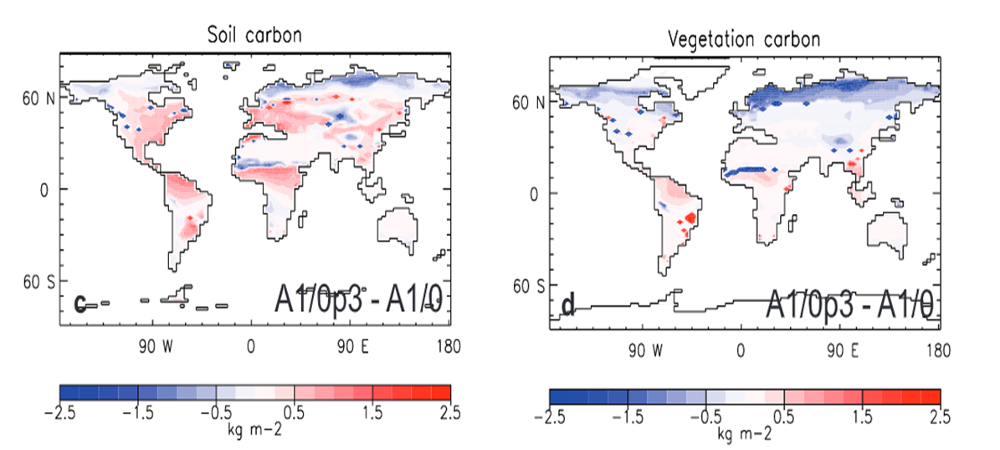 Soil carbon
60 N
0
60 S
c
A1/0p3 - A1/0
90 W 0 90 E 180
-2.5 -1.5 -0.5 0.5 1.5 2.5
kg m-2
Vegetation carbon
60 N
0
60 S
d
A1/0p3 - A1/0
90 W 0 90 E 180
-2.5 -1.5 -0.5 0.5 1.5 2.5
kg m-2